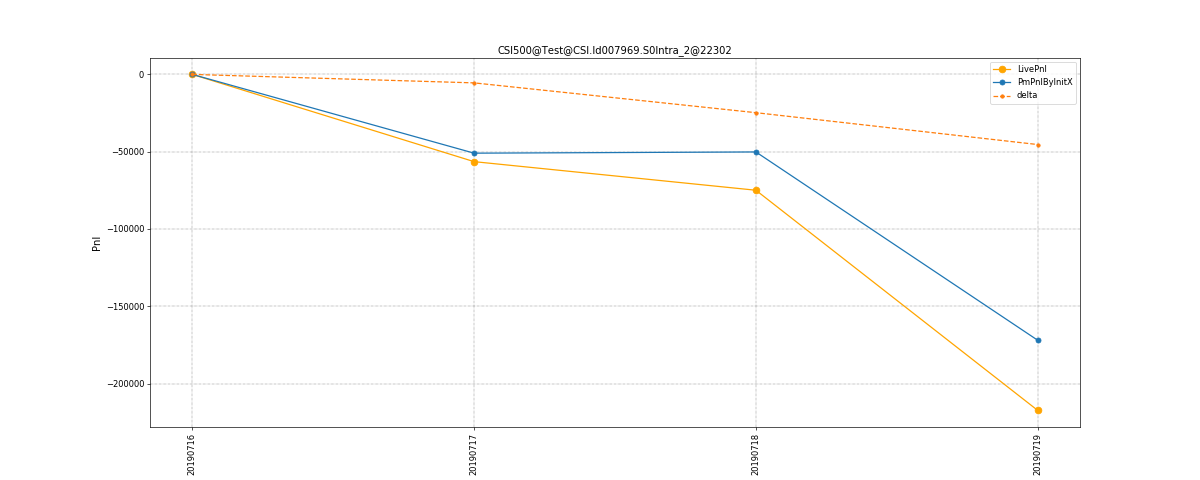 CSI500@Test@CSI.Id007969.S0Intra_2@22302
LivePnl
PmPnlByInitX
delta
0
−50000
−100000
−150000
−200000
Pnl
20190716
20190717
20190718
20190719